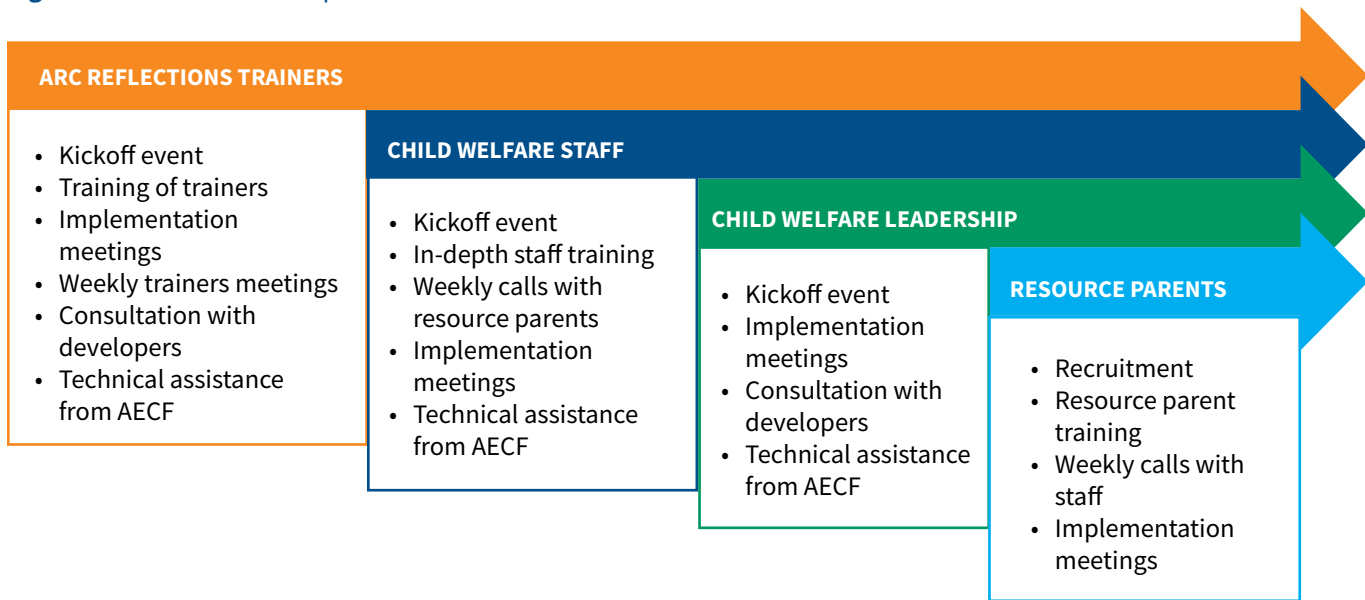 ARC REFLECTIONS TRAINERS
• Kickoff event
• Training of trainers
• Implementation
meetings
• Weekly trainers meetings
• Consultation with
developers
• Technical assistance
from AECF
CHILD WELFARE STAFF
• Kickoff event
• In-depth staff training
• Weekly calls with
resource parents
• Implementation
meetings
• Technical assistance
from AECF
CHILD WELFARE LEADERSHIP
• Kickoff event
• Implementation
meetings
• Consultation with
developers
• Technical assistance
from AECF
RESOURCE PARENTS
• Recruitment
• Resource parent
training
• Weekly calls with
staff
• Implementation
meetings